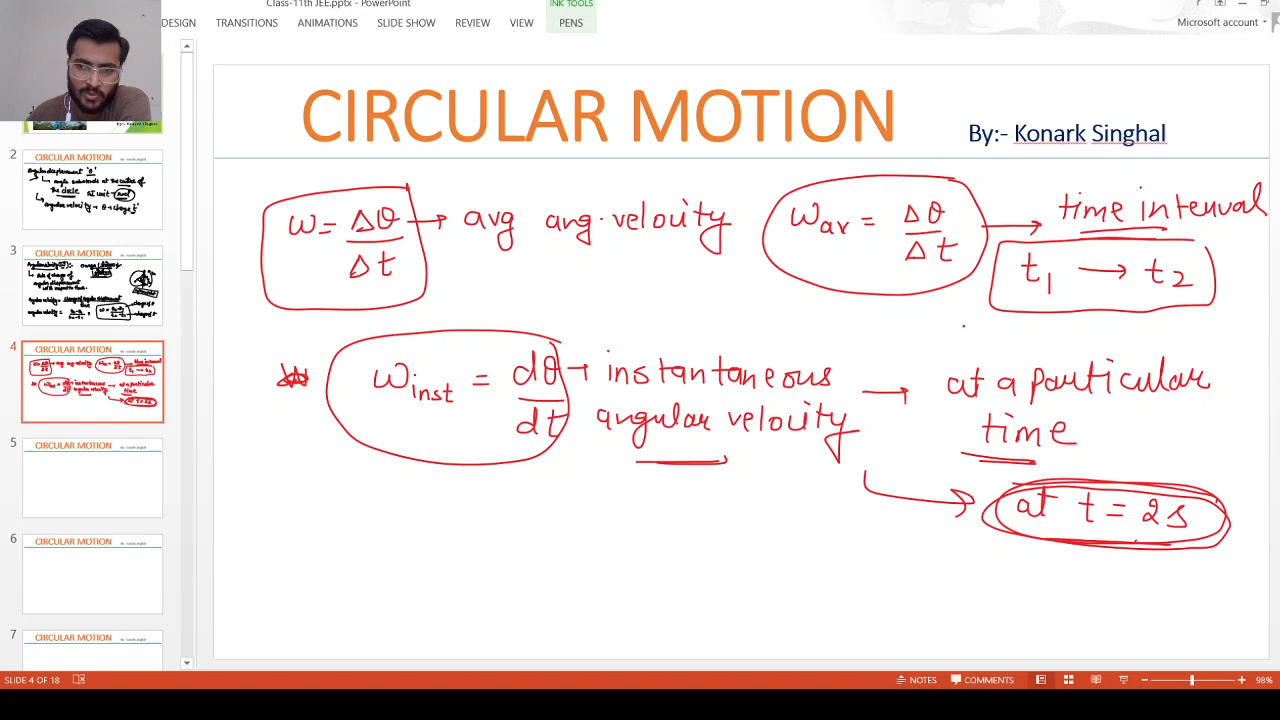 Class-11th JEE.pptx - PowerPoint
INK TOOLS
DESIGN TRANSITIONS ANIMATIONS SLIDE SHOW REVIEW VIEW PENS
Microsoft account
CIRCULAR MOTION
By:- Konark Singhal
ω = Δθ/Δt → avg ang. velocity
ωav = Δθ/Δt → time interval
t1 → t2
ωinst = dθ/dt → instantaneous angular velocity → at a particular time
at t = 2s
2
CIRCULAR MOTION
3
CIRCULAR MOTION
4
CIRCULAR MOTION
5
CIRCULAR MOTION
6
CIRCULAR MOTION
7
CIRCULAR MOTION
SLIDE 4 OF 18
NOTES COMMENTS
98%